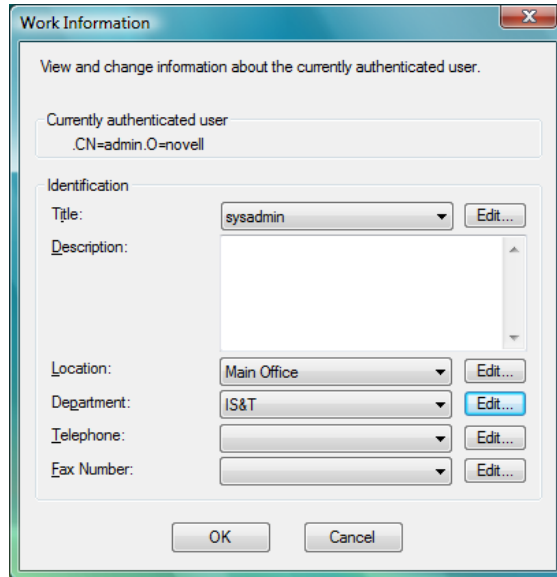 Work Information
View and change information about the currently authenticated user.
Currently authenticated user
.CN=admin.O=novell
Identification
Title: sysadmin Edit...
Description:
Location: Main Office Edit...
Department: IS&T Edit...
Telephone: Edit...
Fax Number: Edit...
OK Cancel